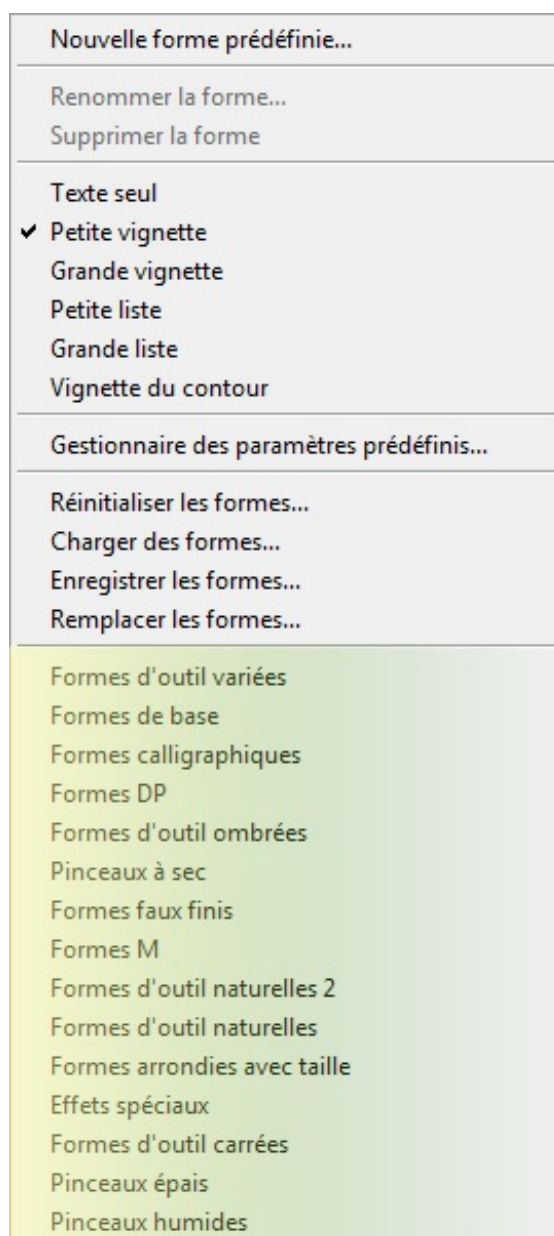 Nouvelle forme prédéfinie...
Renommer la forme...
Supprimer la forme
Texte seul
Petite vignette
Grande vignette
Petite liste
Grande liste
Vignette du contour
Gestionnaire des paramètres prédéfinis...
Réinitialiser les formes...
Charger des formes...
Enregistrer les formes...
Remplacer les formes...
Formes d'outil variées
Formes de base
Formes calligraphiques
Formes DP
Formes d'outil ombrées
Pinceaux à sec
Formes faux finis
Formes M
Formes d'outil naturelles 2
Formes d'outil naturelles
Formes arrondies avec taille
Effets spéciaux
Formes d'outil carrées
Pinceaux épais
Pinceaux humides